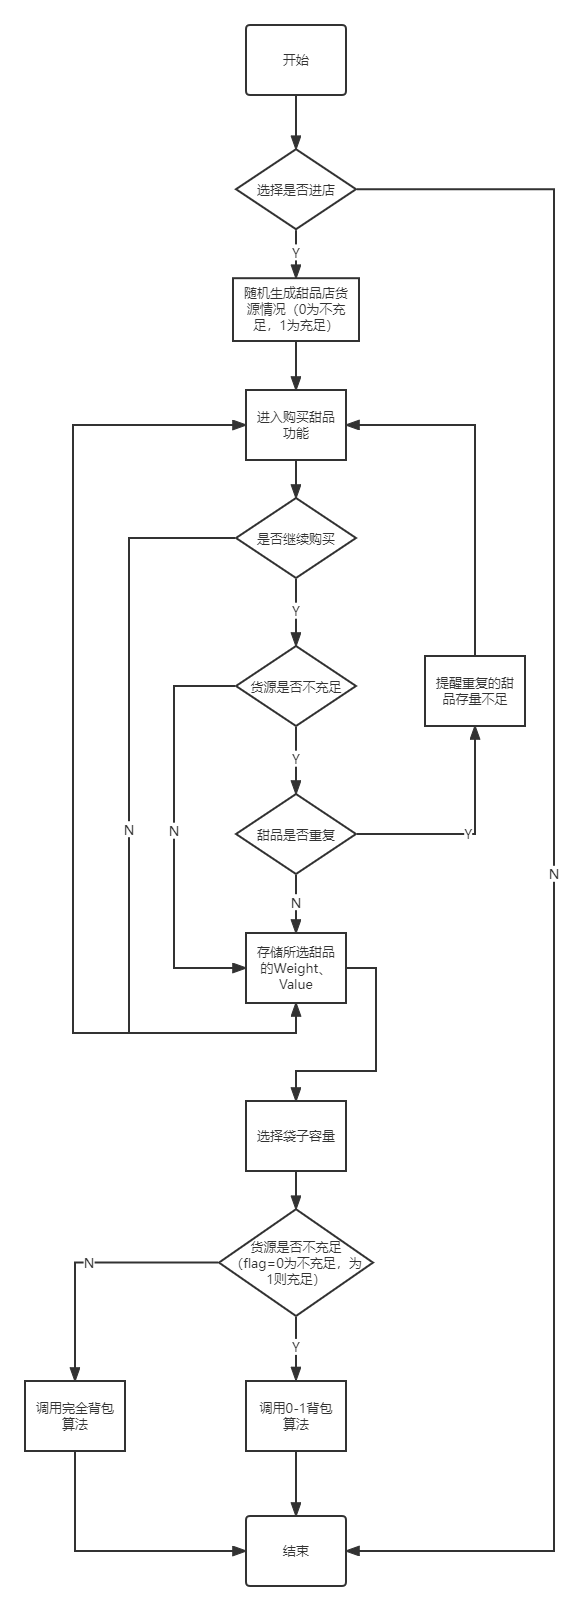 开始
选择是否进店
Y
随机生成甜品店货
源情况（0为不充
足，1为充足）
进入购买甜品
功能
是否继续购买
Y
货源是否不充足
提醒重复的甜
品存量不足
Y
N
N
甜品是否重复
Y
N
N
存储所选甜品
的Weight、
Value
选择袋子容量
货源是否不充足
（flag=0为不充足，为
1则充足）
N
Y
调用完全背包
算法
调用0-1背包
算法
结束